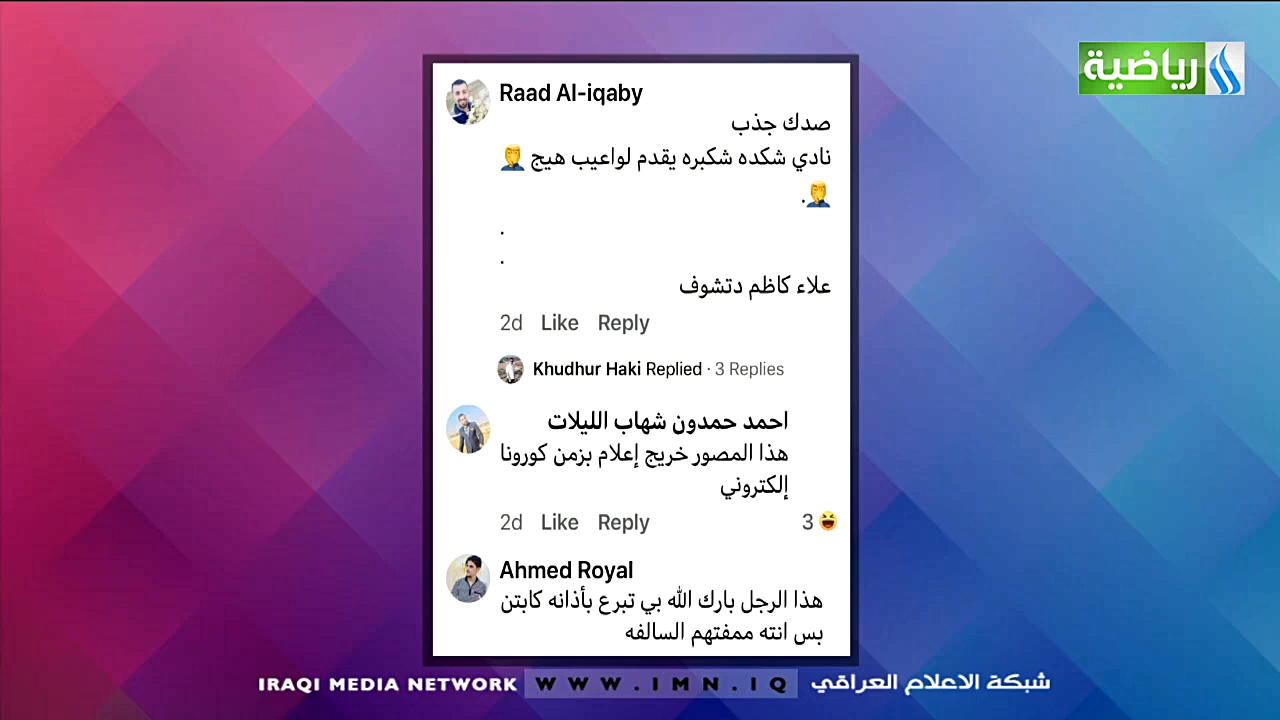 رياضية
Raad Al-iqaby
صدك جذب
نادي شكده شكبره يقدم لواعيب هيج 🤦‍♂️
🤦‍♂️.
.
.
علاء كاظم دتشوف
2d Like Reply
Khudhur Haki Replied · 3 Replies
احمد حمدون شهاب الليلات
هذا المصور خريج إعلام بزمن كورونا
إلكتروني
2d Like Reply 3 😆
Ahmed Royal
هذا الرجل بارك الله بي تبرع بأذانه كابتن
بس انته ممفتهم السالفه
IRAQI MEDIA NETWORK WWW.IMN.IQ شبكة الاعلام العراقي